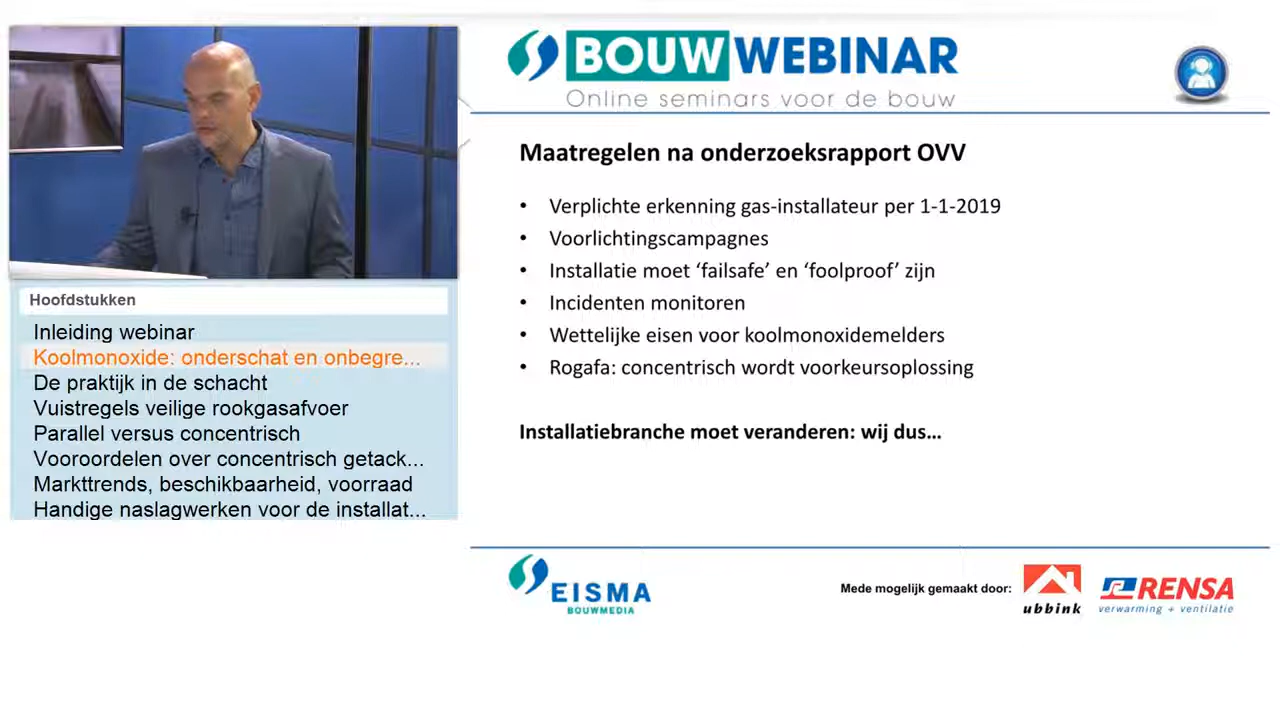 BOUWWEBINAR
Online seminars voor de bouw
Hoofdstukken
Inleiding webinar
Koolmonoxide: onderschat en onbegre...
De praktijk in de schacht
Vuistregels veilige rookgasafvoer
Parallel versus concentrisch
Vooroordelen over concentrisch getack...
Markttrends, beschikbaarheid, voorraad
Handige naslagwerken voor de installat...
Maatregelen na onderzoeksrapport OVV
• Verplichte erkenning gas-installateur per 1-1-2019
• Voorlichtingscampagnes
• Installatie moet ‘failsafe’ en ‘foolproof’ zijn
• Incidenten monitoren
• Wettelijke eisen voor koolmonoxidemelders
• Rogafa: concentrisch wordt voorkeursoplossing
Installatiebranche moet veranderen: wij dus…
EISMA
BOUWMEDIA
Mede mogelijk gemaakt door:
ubbink
RENSA
verwarming + ventilatie